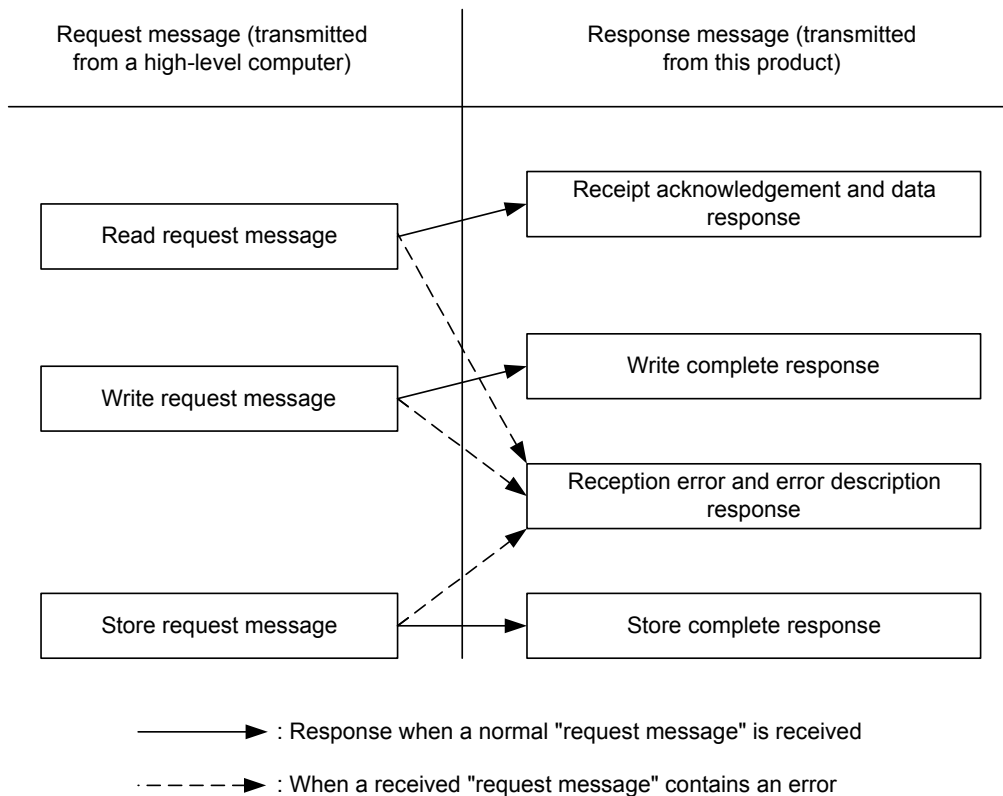 Request message (transmitted
from a high-level computer)
Response message (transmitted
from this product)
Receipt acknowledgement and data
response
Read request message
Write complete response
Write request message
Reception error and error description
response
Store request message
Store complete response
: Response when a normal "request message" is received
: When a received "request message" contains an error